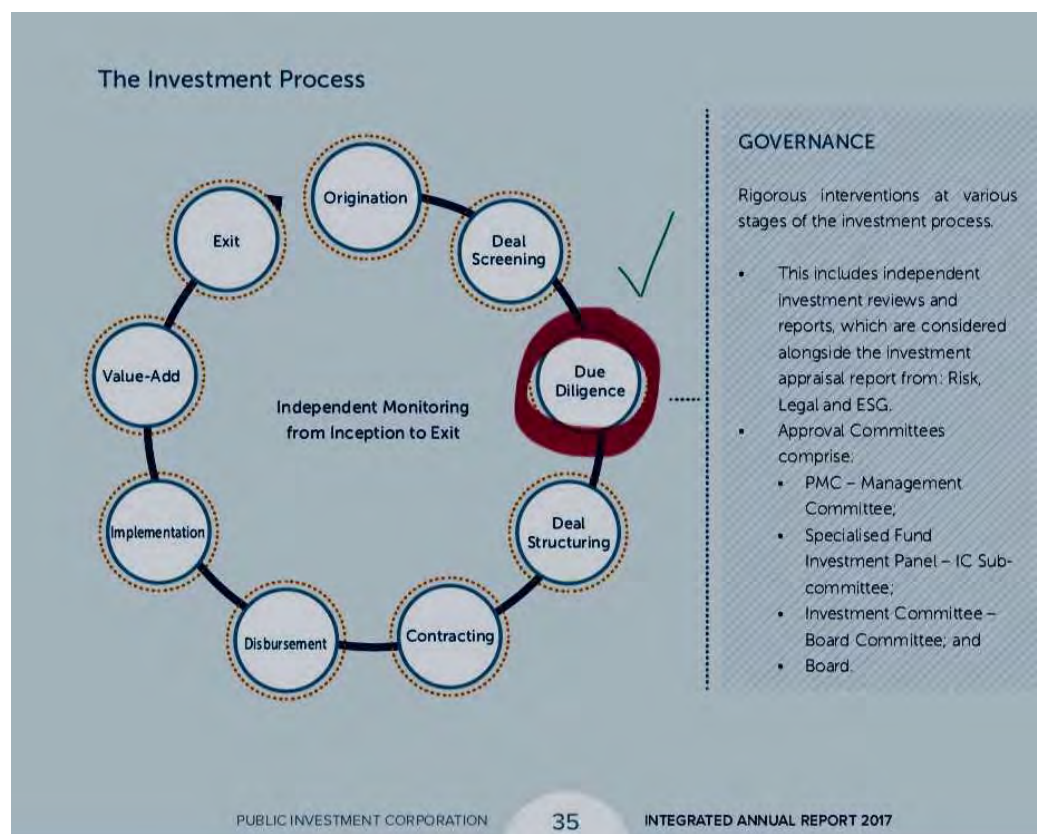 The Investment Process
Origination
Deal
Screening
Due
Diligence
Deal
Structuring
Contracting
Disbursement
Implementation
Value-Add
Exit
Independent Monitoring
from Inception to Exit
GOVERNANCE
Rigorous interventions at various
stages of the investment process.
• This includes independent
investment reviews and
reports, which are considered
alongside the investment
appraisal report from: Risk,
Legal and ESG.
• Approval Committees
comprise:
• PMC – Management
Committee;
• Specialised Fund
Investment Panel – IC Sub-
committee;
• Investment Committee –
Board Committee; and
• Board.
PUBLIC INVESTMENT CORPORATION
35
INTEGRATED ANNUAL REPORT 2017